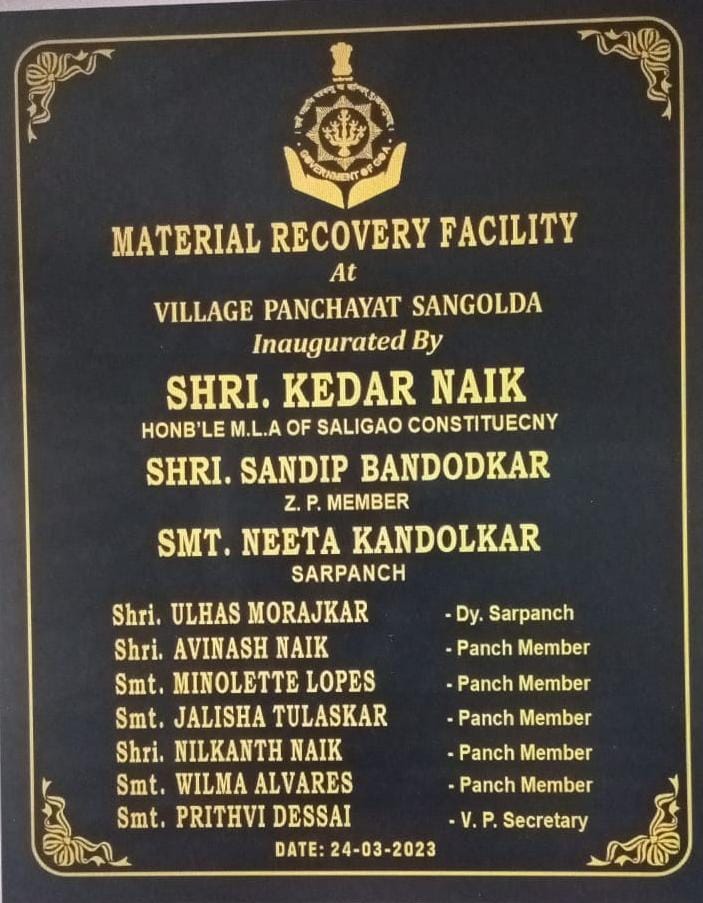 GOVERNMENT OF GOA
MATERIAL RECOVERY FACILITY
At
VILLAGE PANCHAYAT SANGOLDA
Inaugurated By
SHRI. KEDAR NAIK
HONB'LE M.L.A OF SALIGAO CONSTITUECNY
SHRI. SANDIP BANDODKAR
Z. P. MEMBER
SMT. NEETA KANDOLKAR
SARPANCH
Shri. ULHAS MORAJKAR - Dy. Sarpanch
Shri. AVINASH NAIK - Panch Member
Smt. MINOLETTE LOPES - Panch Member
Smt. JALISHA TULASKAR - Panch Member
Shri. NILKANTH NAIK - Panch Member
Smt. WILMA ALVARES - Panch Member
Smt. PRITHVI DESSAI - V. P. Secretary
DATE: 24-03-2023